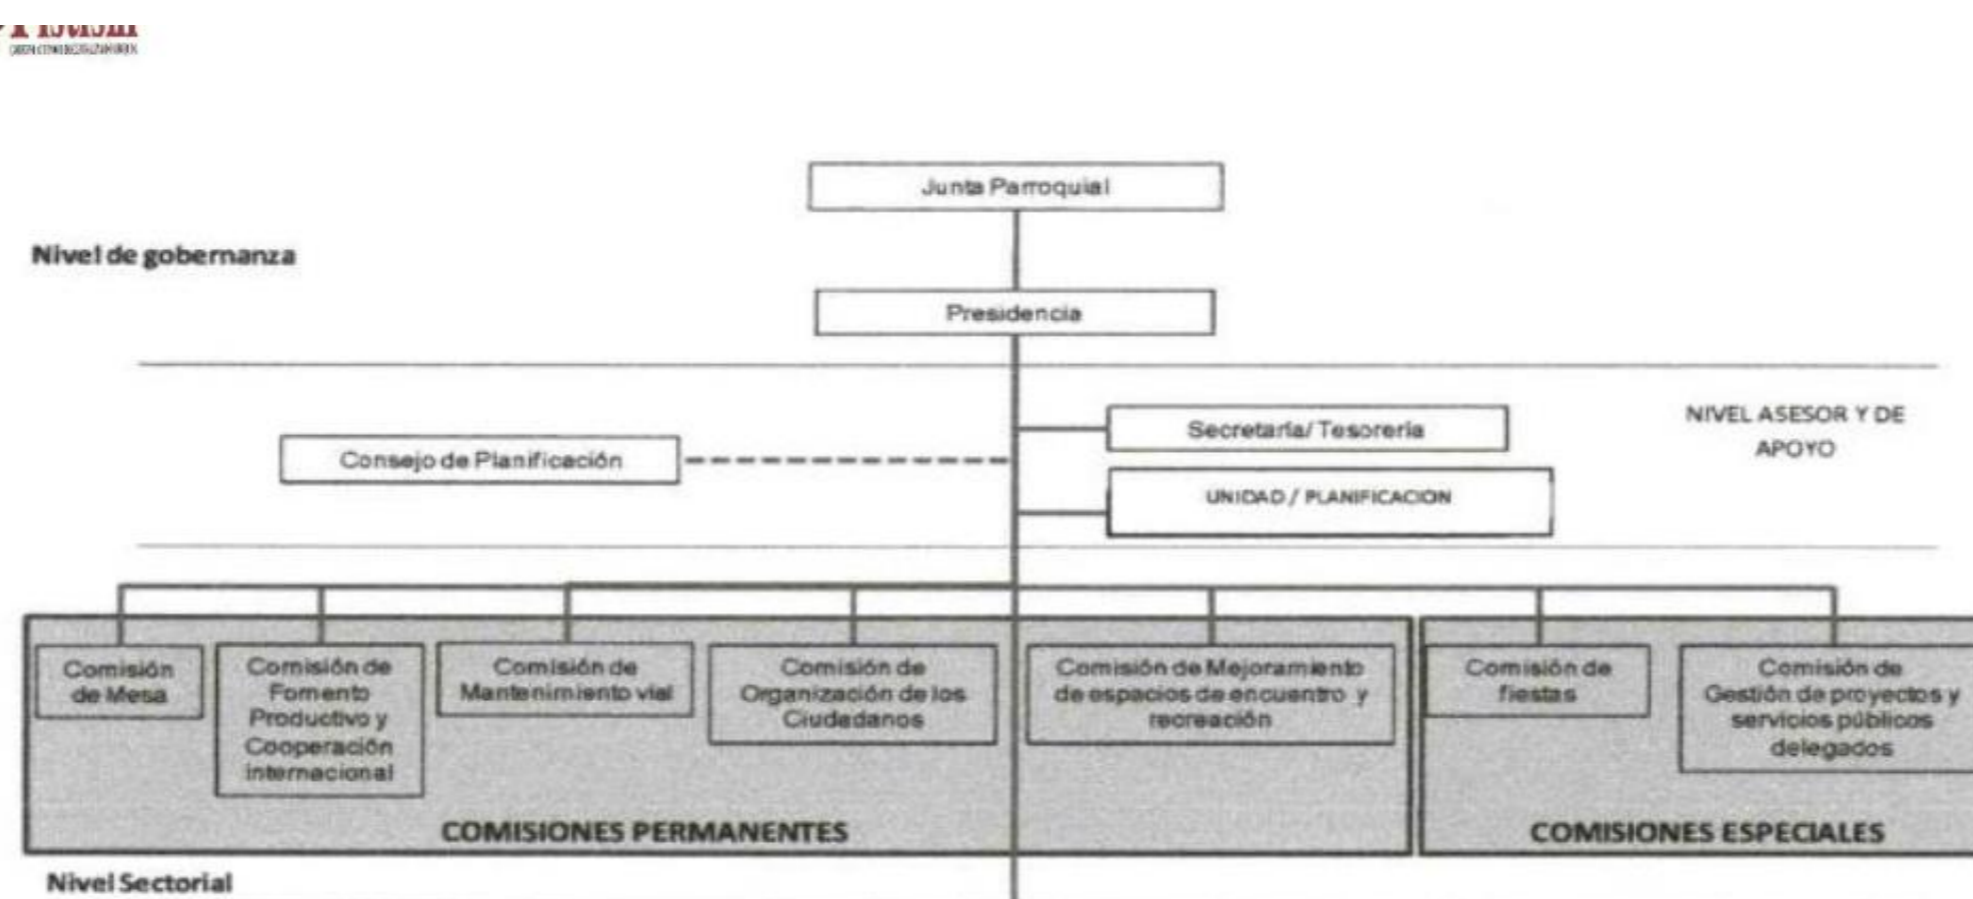 Junta Parroquial
Nivel de gobernanza
Presidencia
Secretaría/ Tesorería
NIVEL ASESOR Y DE
APOYO
Consejo de Planificación
UNIDAD / PLANIFICACION
Comisión
de Mesa
Comisión de
Fomento
Productivo y
Cooperación
internacional
Comisión de
Mantenimiento vial
Comisión de
Organización de los
Ciudadanos
Comisión de Mejoramiento
de espacios de encuentro y
recreación
Comisión de
fiestas
Comisión de
Gestión de proyectos y
servicios públicos
delegados
COMISIONES PERMANENTES
COMISIONES ESPECIALES
Nivel Sectorial